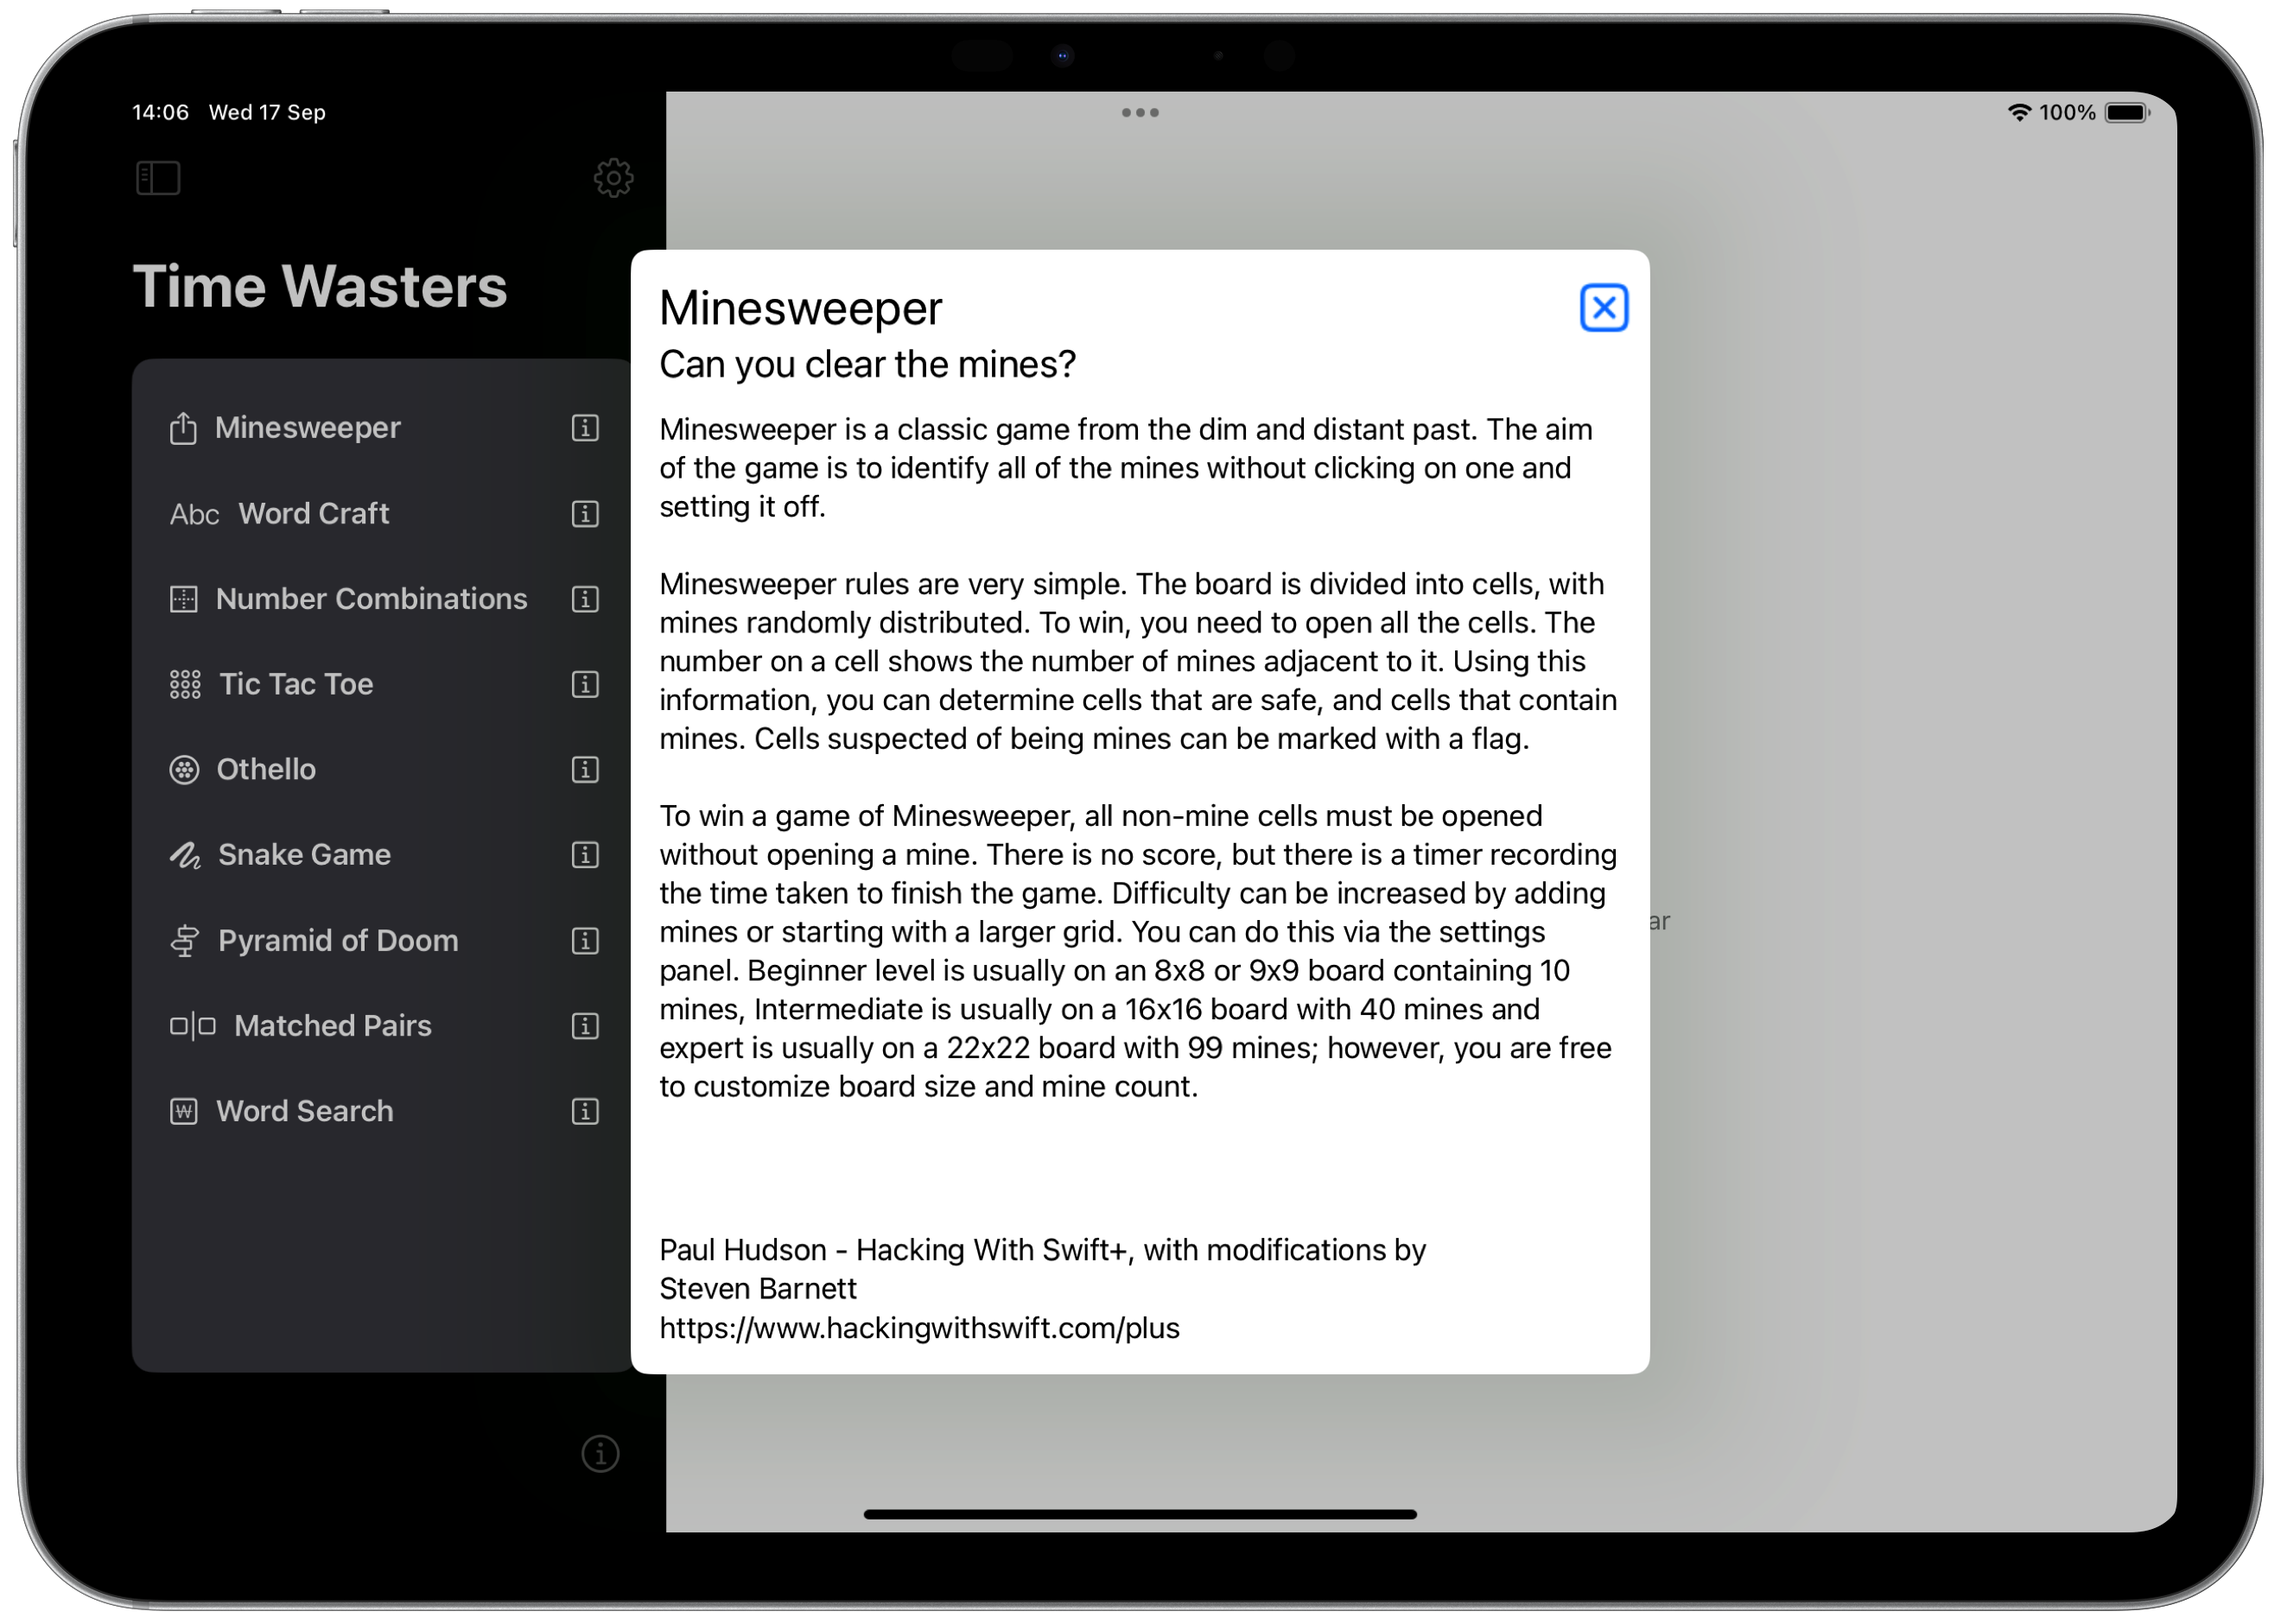 14:06 Wed 17 Sep
100%
Time Wasters
Minesweeper
Abc Word Craft
Number Combinations
Tic Tac Toe
Othello
Snake Game
Pyramid of Doom
Matched Pairs
Word Search
Minesweeper
Can you clear the mines?
Minesweeper is a classic game from the dim and distant past. The aim
of the game is to identify all of the mines without clicking on one and
setting it off.
Minesweeper rules are very simple. The board is divided into cells, with
mines randomly distributed. To win, you need to open all the cells. The
number on a cell shows the number of mines adjacent to it. Using this
information, you can determine cells that are safe, and cells that contain
mines. Cells suspected of being mines can be marked with a flag.
To win a game of Minesweeper, all non-mine cells must be opened
without opening a mine. There is no score, but there is a timer recording
the time taken to finish the game. Difficulty can be increased by adding
mines or starting with a larger grid. You can do this via the settings
panel. Beginner level is usually on an 8x8 or 9x9 board containing 10
mines, Intermediate is usually on a 16x16 board with 40 mines and
expert is usually on a 22x22 board with 99 mines; however, you are free
to customize board size and mine count.
Paul Hudson - Hacking With Swift+, with modifications by
Steven Barnett
https://www.hackingwithswift.com/plus
ar